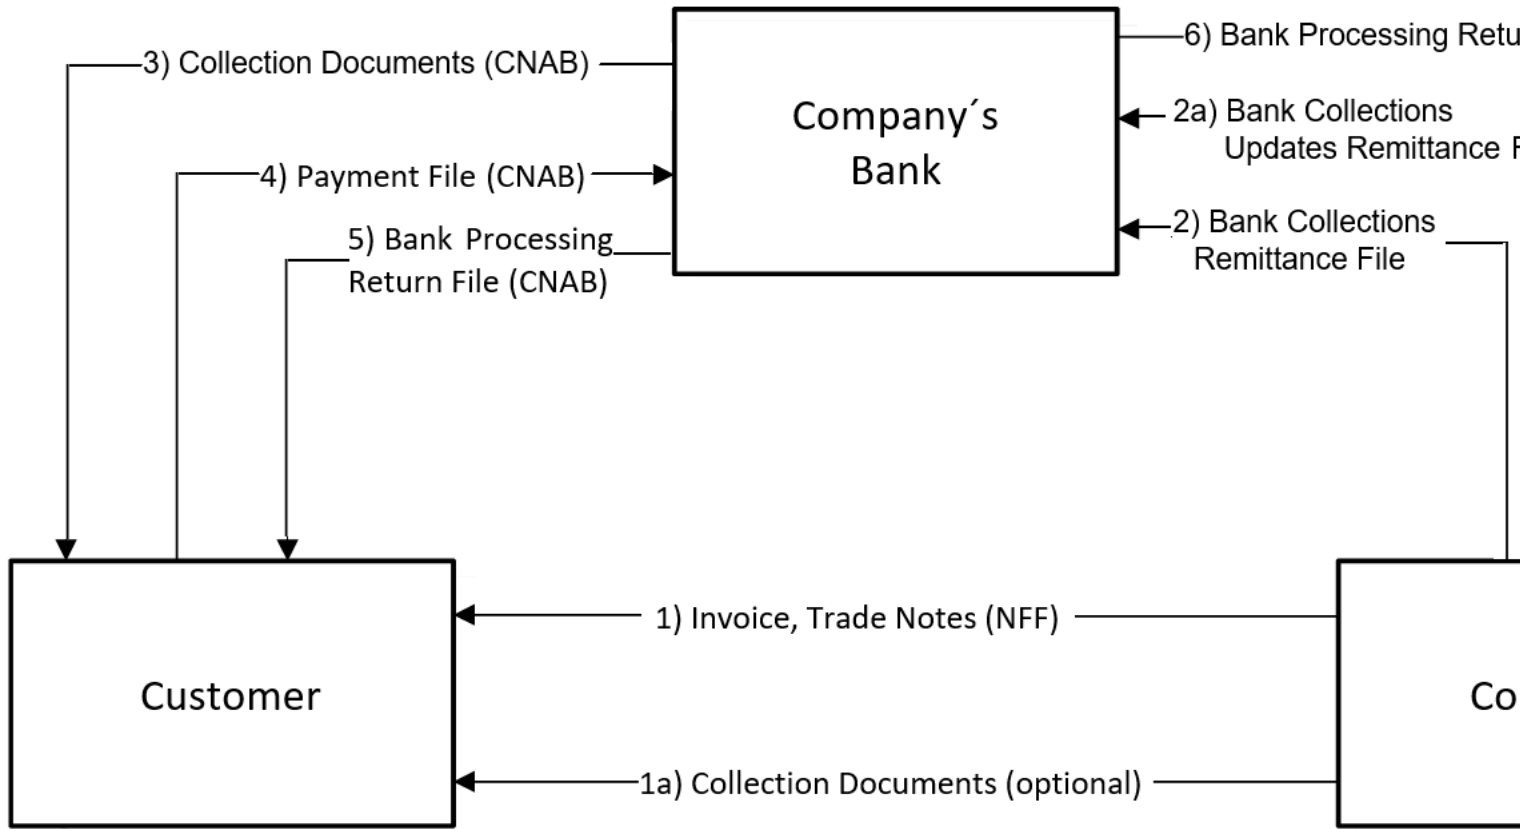 3) Collection Documents (CNAB)
6) Bank Processing
Company´s
Bank
2a) Bank Collections
Updates Remittance
4) Payment File (CNAB)
5) Bank Processing
Return File (CNAB)
2) Bank Collections
Remittance File
1) Invoice, Trade Notes (NFF)
Customer
1a) Collection Documents (optional)